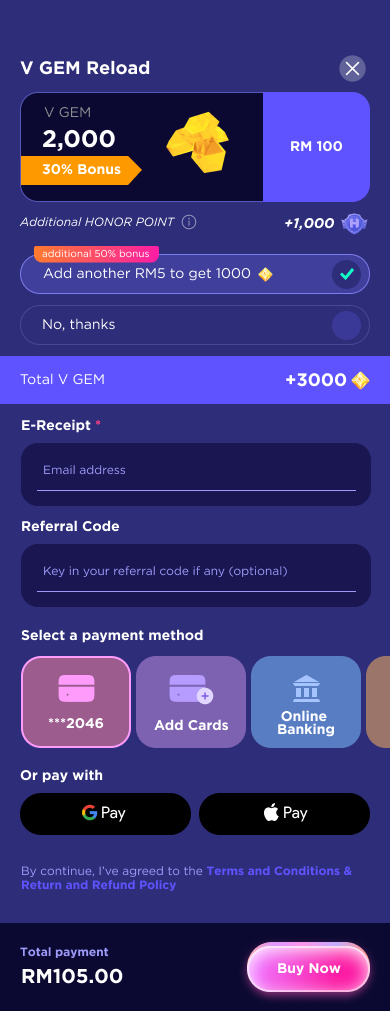 V GEM Reload
V GEM
2,000
30% Bonus
RM 100
Additional HONOR POINT
+1,000
H
additional 50% bonus
Add another RM5 to get 1000
No, thanks
Total V GEM
+3000
E-Receipt *
Email address
Referral Code
Key in your referral code if any (optional)
Select a payment method
***2046
Add Cards
Online
Banking
Or pay with
G Pay
Pay
By continue, I've agreed to the Terms and Conditions &
Return and Refund Policy
Total payment
RM105.00
Buy Now